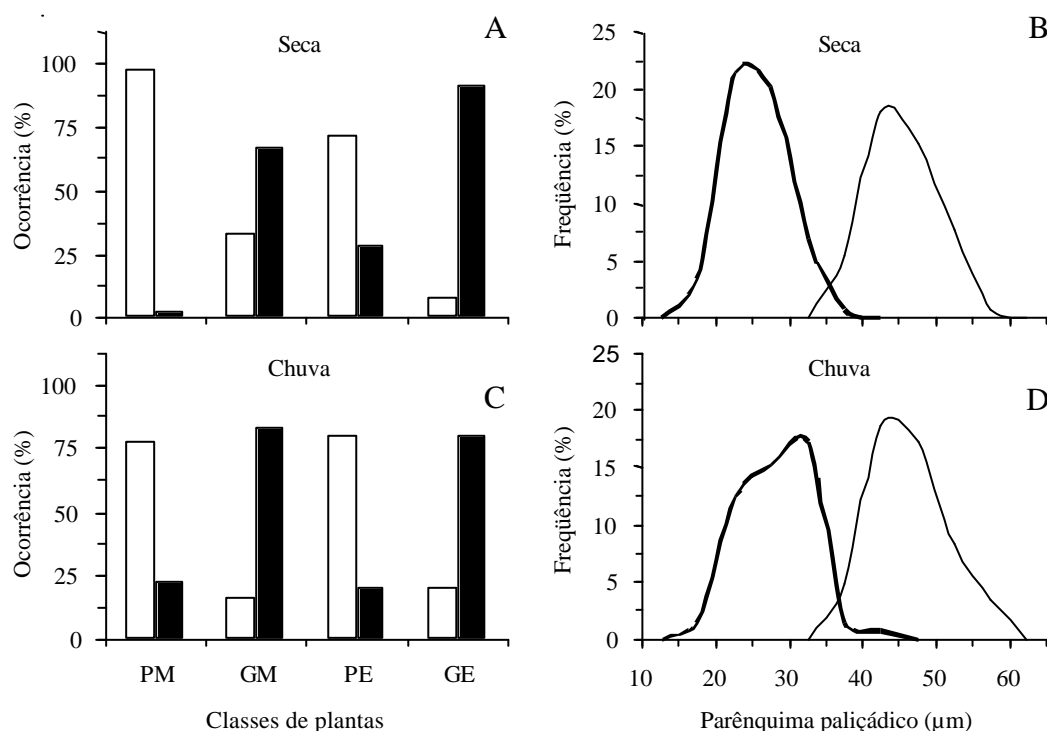 A
Seca
Ocorrência (%)
100
75
50
25
0
B
Seca
Freqüência (%)
25
20
15
10
5
0
C
Chuva
Ocorrência (%)
100
75
50
25
0
PM GM PE GE
Classes de plantas
D
Chuva
Freqüência (%)
25
20
15
10
5
0
10 20 30 40 50 60
Parênquima paliçádico (µm)